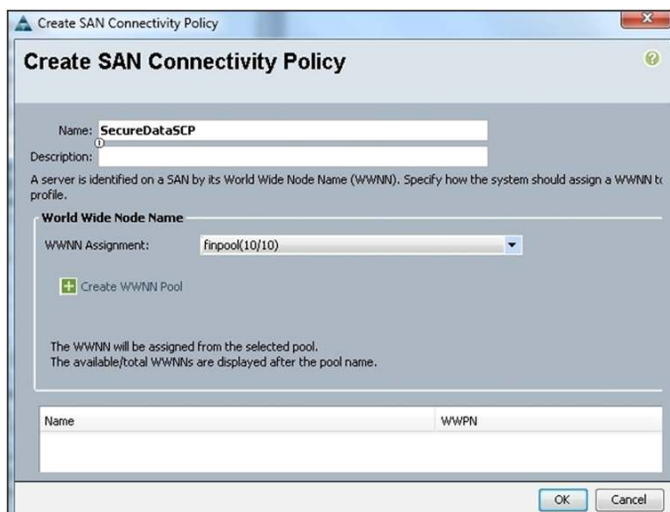 Create SAN Connectivity Policy
Create SAN Connectivity Policy
Name: SecureDataSCP
Description:
A server is identified on a SAN by its World Wide Node Name (WWNN). Specify how the system should assign a WWNN to
profile.
World Wide Node Name
WWNN Assignment: finpool(10/10)
Create WWNN Pool
The WWNN will be assigned from the selected pool.
The available/total WWNNs are displayed after the pool name.
Name WWPN
OK Cancel